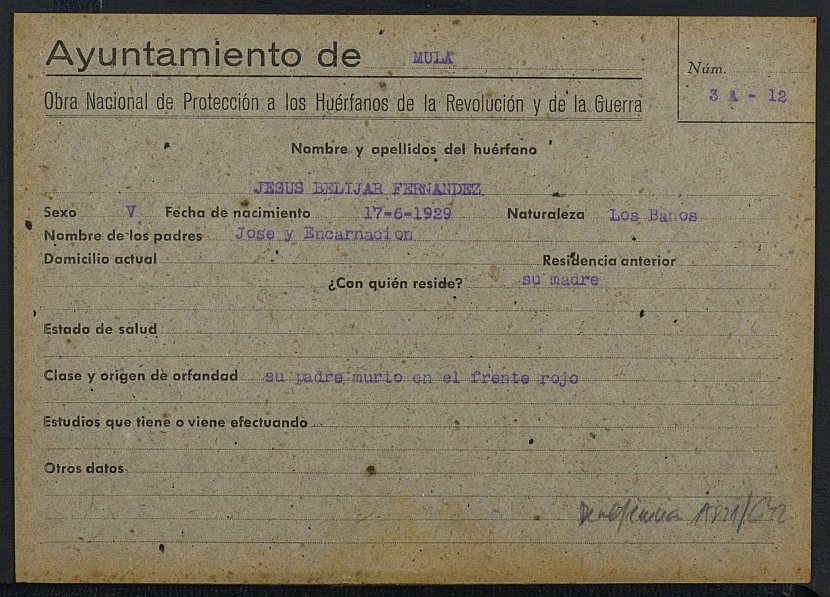 Ayuntamiento de MULA
Núm.
3 A - 12
Obra Nacional de Protección a los Huérfanos de la Revolución y de la Guerra
Nombre y apellidos del huérfano
JESUS BELIJAR FERNANDEZ
Sexo V Fecha de nacimiento 17-6-1929 Naturaleza Los Banos
Nombre de los padres Jose y Encarnacion
Domicilio actual Residencia anterior
¿Con quién reside? su madre
Estado de salud
Clase y origen de orfandad su padre murio en el frente rojo
Estudios que tiene o viene efectuando
Otros datos